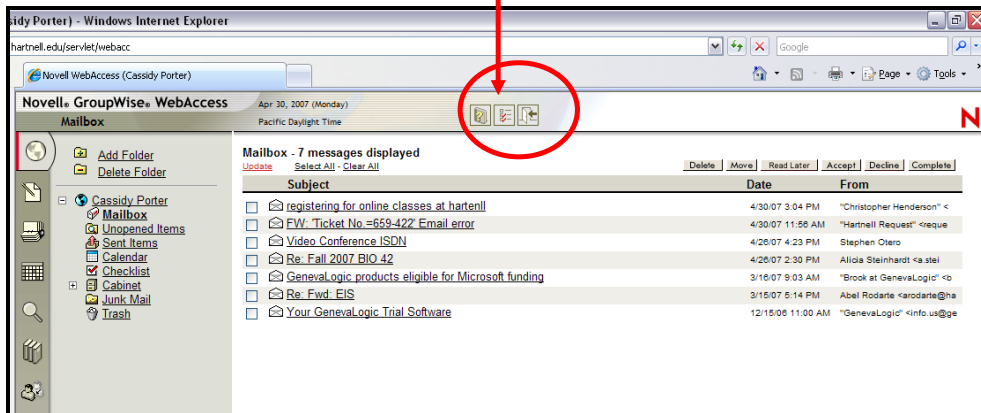 sidy Porter) - Windows Internet Explorer
hartnell.edu/servlet/webacc
Google
Novell WebAccess (Cassidy Porter)
Page
Tools
Novell® GroupWise® WebAccess
Apr 30, 2007 (Monday)
Mailbox
Pacific Daylight Time
N
Add Folder
Delete Folder
Cassidy Porter
Mailbox
Unopened Items
Sent Items
Calendar
Checklist
Cabinet
Junk Mail
Trash
Mailbox - 7 messages displayed
Update Select All - Clear All
Delete Move Read Later Accept Decline Complete
Subject Date From
registering for online classes at hartenll 4/30/07 3:04 PM "Christopher Henderson" <
FW: 'Ticket No.=659-422' Email error 4/30/07 11:56 AM "Hartnell Request" <reque
Video Conference ISDN 4/26/07 4:23 PM Stephen Otero
Re: Fall 2007 BIO 42 4/26/07 2:30 PM Alicia Steinhardt <a.stei
GenevaLogic products eligible for Microsoft funding 3/16/07 9:03 AM "Brook at GenevaLogic" <b
Re: Fwd: EIS 3/15/07 5:14 PM Abel Rodarte <arodarte@ha
Your GenevaLogic Trial Software 12/15/06 11:00 AM "GenevaLogic" <info.us@ge